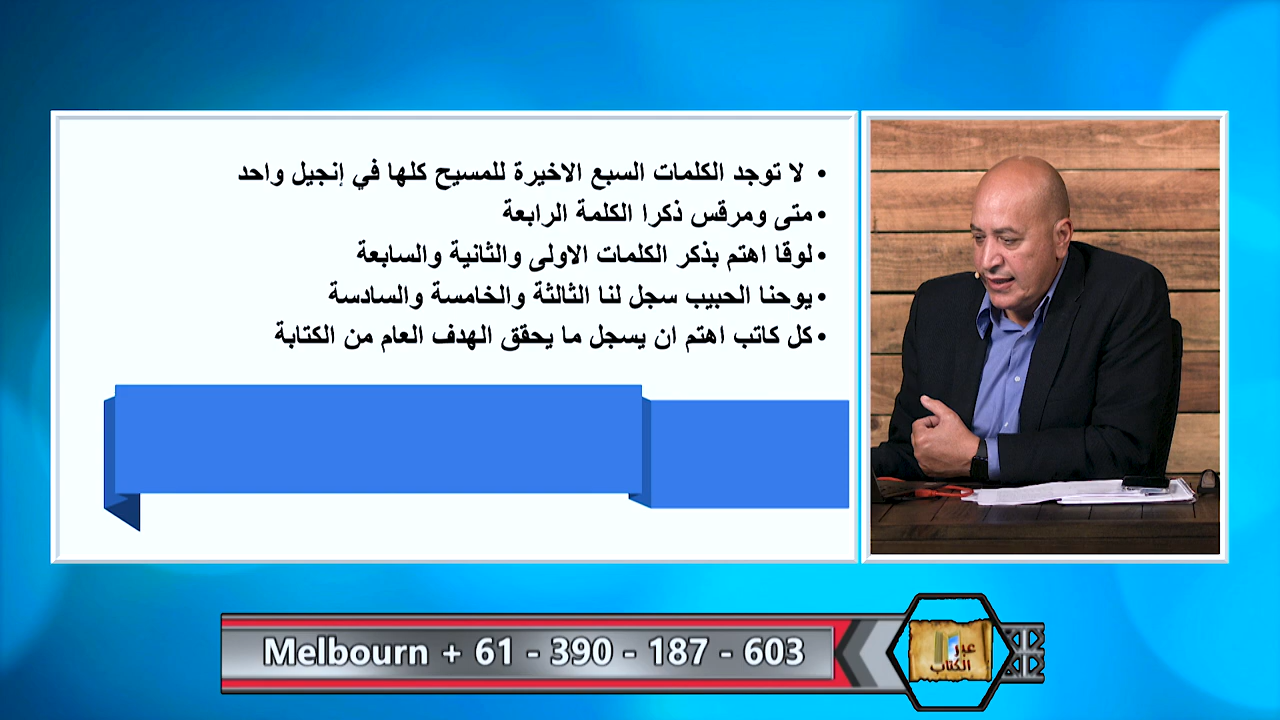 • لا توجد الكلمات السبع الاخيرة للمسيح كلها في إنجيل واحد
• متى ومرقس ذكرا الكلمة الرابعة
• لوقا اهتم بذكر الكلمات الاولى والثانية والسابعة
• يوحنا الحبيب سجل لنا الثالثة والخامسة والسادسة
• كل كاتب اهتم ان يسجل ما يحقق الهدف العام من الكتابة
Melbourn + 61 - 390 - 187 - 603
عبر
الكتاب